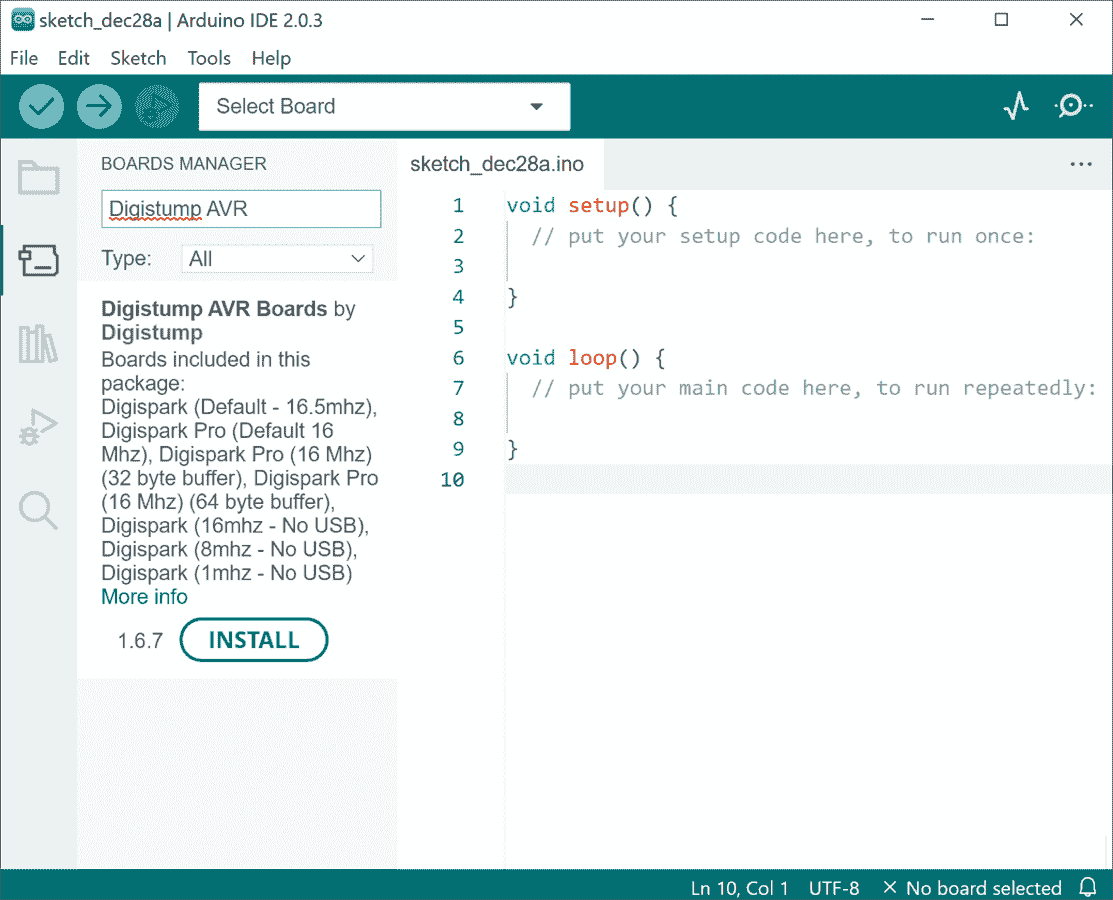 sketch_dec28a | Arduino IDE 2.0.3
File Edit Sketch Tools Help
Select Board
BOARDS MANAGER
Digistump AVR
Type: All
Digistump AVR Boards by
Digistump
Boards included in this
package:
Digispark (Default - 16.5mhz),
Digispark Pro (Default 16
Mhz), Digispark Pro (16 Mhz)
(32 byte buffer), Digispark Pro
(16 Mhz) (64 byte buffer),
Digispark (16mhz - No USB),
Digispark (8mhz - No USB),
Digispark (1mhz - No USB)
More info
1.6.7 INSTALL
sketch_dec28a.ino
1 void setup() {
2 // put your setup code here, to run once:
3
4 }
5
6 void loop() {
7 // put your main code here, to run repeatedly:
8
9 }
10
Ln 10, Col 1 UTF-8 × No board selected